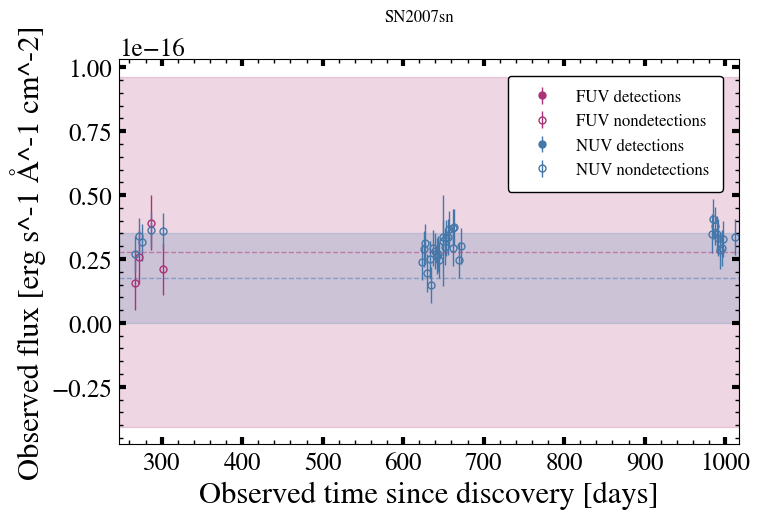 SN2007sn
1e−16
1.00
0.75
0.50
0.25
0.00
−0.25
Observed flux [erg s^-1 Å^-1 cm^-2]
FUV detections
FUV nondetections
NUV detections
NUV nondetections
300 400 500 600 700 800 900 1000
Observed time since discovery [days]